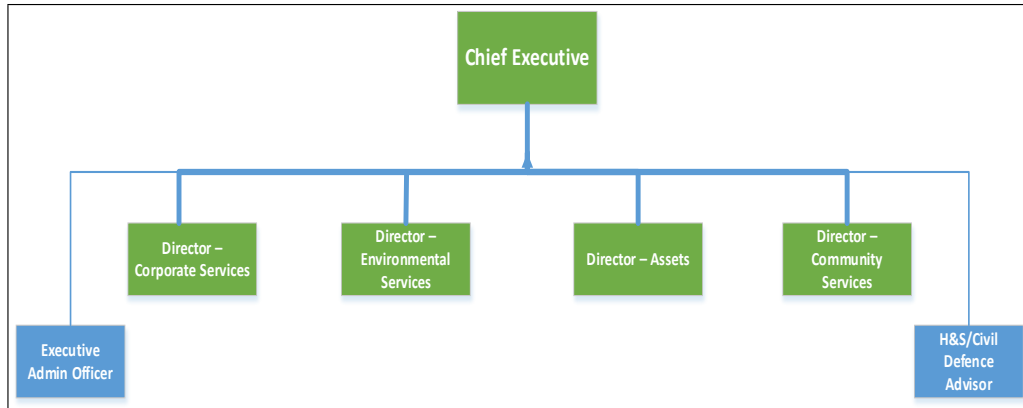 Chief Executive
Director –
Corporate Services
Director –
Environmental
Services
Director – Assets
Director –
Community
Services
Executive
Admin Officer
H&S/Civil
Defence
Advisor